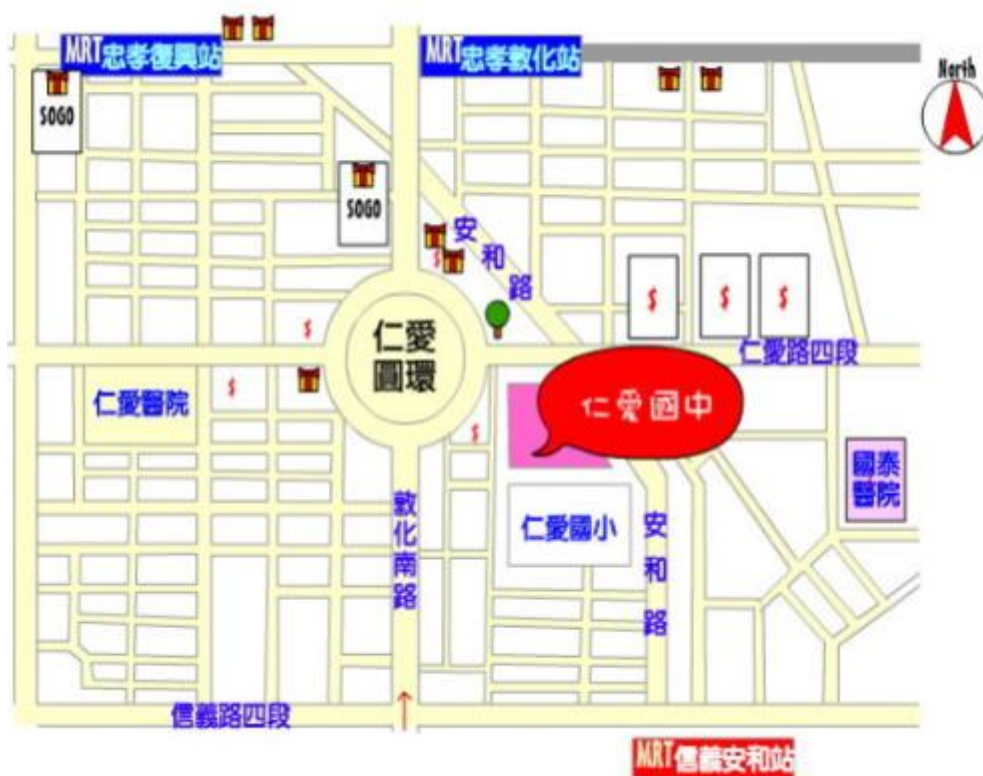 MRT忠孝復興站
MRT忠孝敦化站
North
SOGO
SOGO
安和路
$
$
$
$
$
仁愛圓環
仁愛路四段
仁愛醫院
$
$
仁愛國中
國泰醫院
敦化南路
仁愛國小
安和路
信義路四段
MRT信義安和站